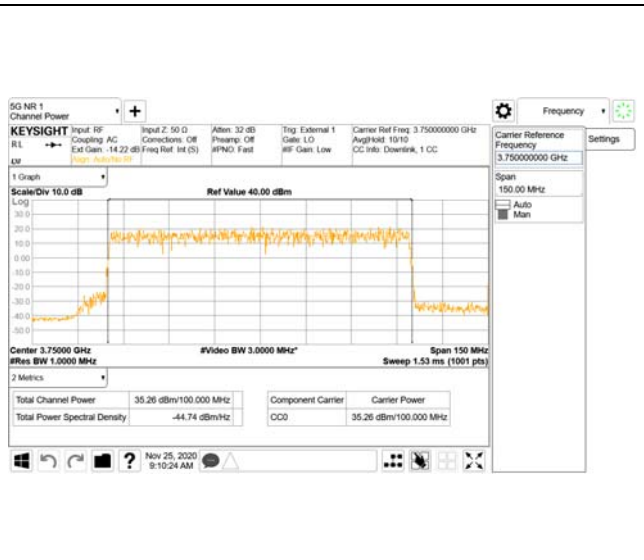 5G NR 1
Channel Power
Frequency
KEYSIGHT
Input: RF
Input Z: 50 Ω
Atten: 32 dB
Trig: External 1
Carrier Ref Freq: 3.750000000 GHz
RL
Coupling: AC
Corrections: Off
Preamp: Off
Gate: LO
Avg|Hold: 10/10
Ext Gain: -14.22 dB
Freq Ref: Int (S)
#PNO: Fast
#IF Gain: Low
CC Info: Downlink, 1 CC
Align: Auto/No RF
Carrier Reference
Frequency
3.750000000 GHz
Settings
Span
150.00 MHz
Auto
Man
1 Graph
Scale/Div 10.0 dB
Ref Value 40.00 dBm
Log
30.0
20.0
10.0
0.00
-10.0
-20.0
-30.0
-40.0
-50.0
Center 3.75000 GHz
#Video BW 3.0000 MHz*
Span 150 MHz
#Res BW 1.0000 MHz
Sweep 1.53 ms (1001 pts)
2 Metrics
Total Channel Power
35.26 dBm/100.000 MHz
Component Carrier
Carrier Power
Total Power Spectral Density
-44.74 dBm/Hz
CC0
35.26 dBm/100.000 MHz
?
Nov 25, 2020
9:10:24 AM